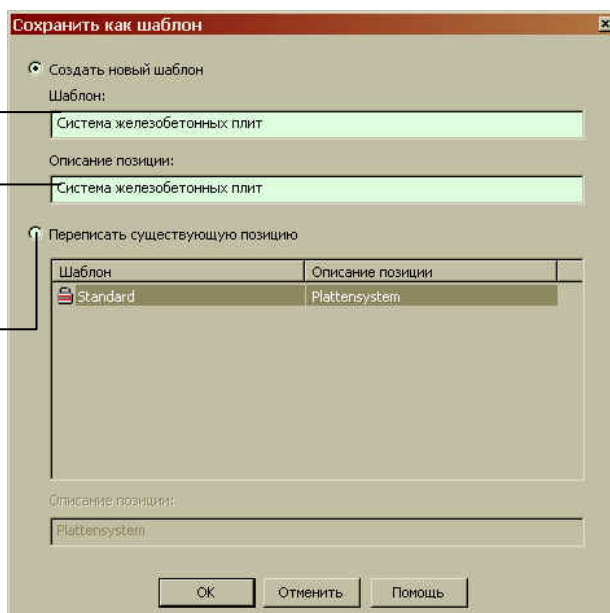 Сохранить как шаблон
Создать новый шаблон
Шаблон:
Система железобетонных плит
Описание позиции:
Система железобетонных плит
Переписать существующую позицию
Шаблон Описание позиции
Standard Plattensystem
Описание позиции:
Plattensystem
OK Отменить Помощь